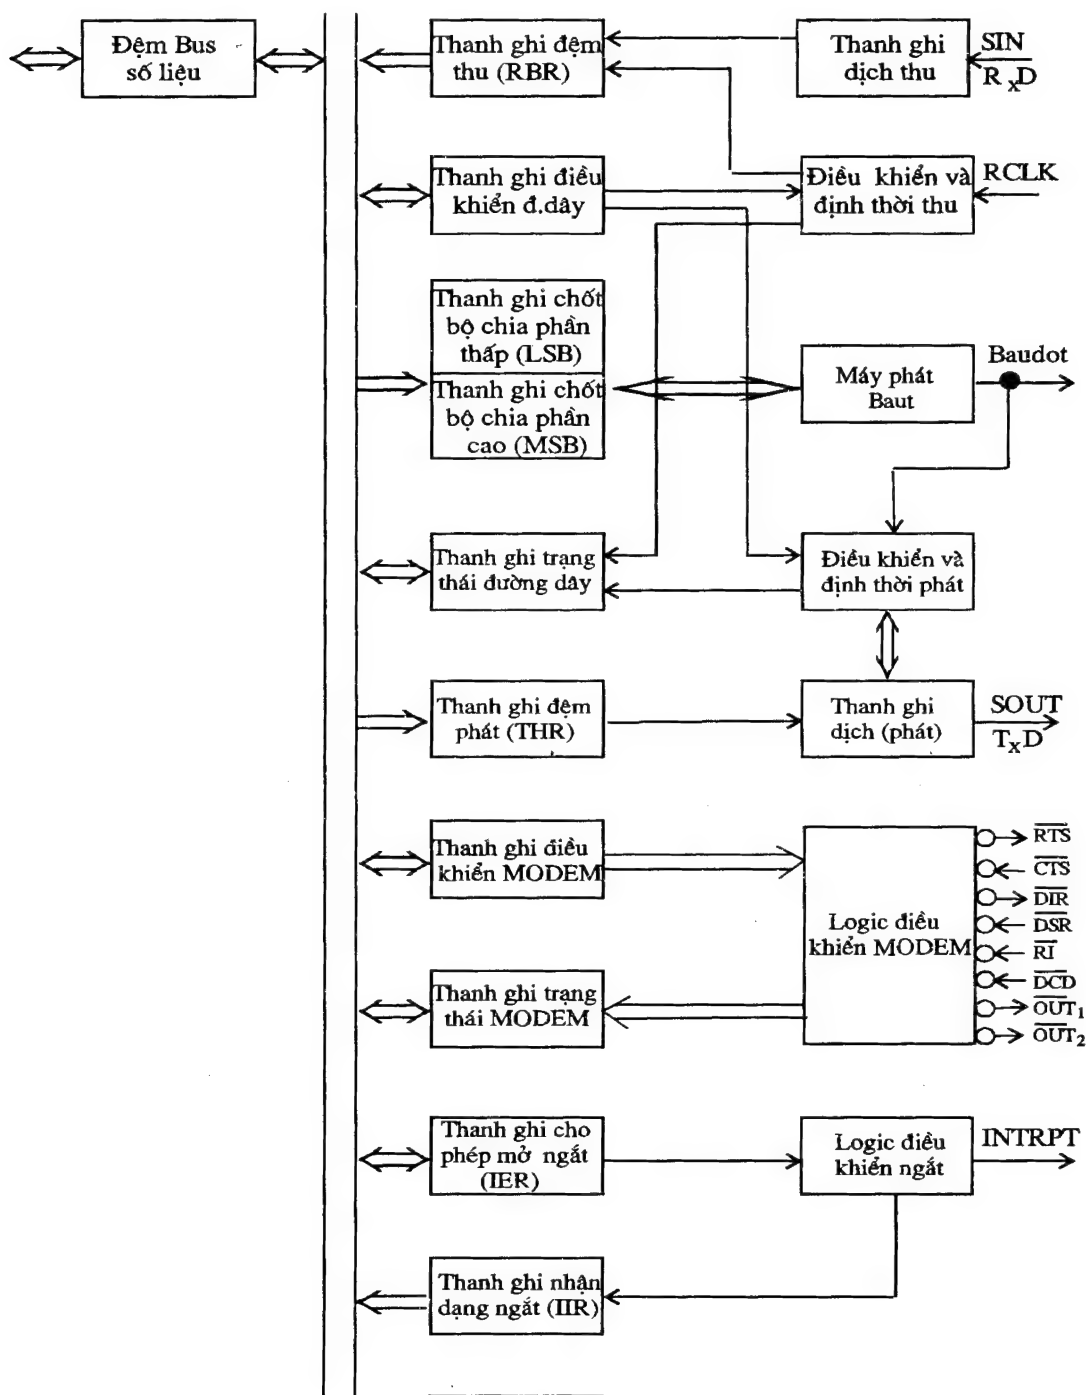 Đệm Bus
số liệu
Thanh ghi đệm
thu (RBR)
Thanh ghi
dịch thu
SIN
RxD
Thanh ghi điều
khiển đ.dây
Điều khiển và
định thời thu
RCLK
Thanh ghi chốt
bộ chia phần
thấp (LSB)
Thanh ghi chốt
bộ chia phần
cao (MSB)
Máy phát
Baut
Baudot
Thanh ghi trạng
thái đường dây
Điều khiển và
định thời phát
Thanh ghi đệm
phát (THR)
Thanh ghi
dịch (phát)
SOUT
TxD
Thanh ghi điều
khiển MODEM
Logic điều
khiển MODEM
RTS
CTS
DIR
DSR
RI
DCD
OUT1
OUT2
Thanh ghi trạng
thái MODEM
Thanh ghi cho
phép mở ngắt
(IER)
Logic điều
khiển ngắt
INTRPT
Thanh ghi nhận
dạng ngắt (IIR)